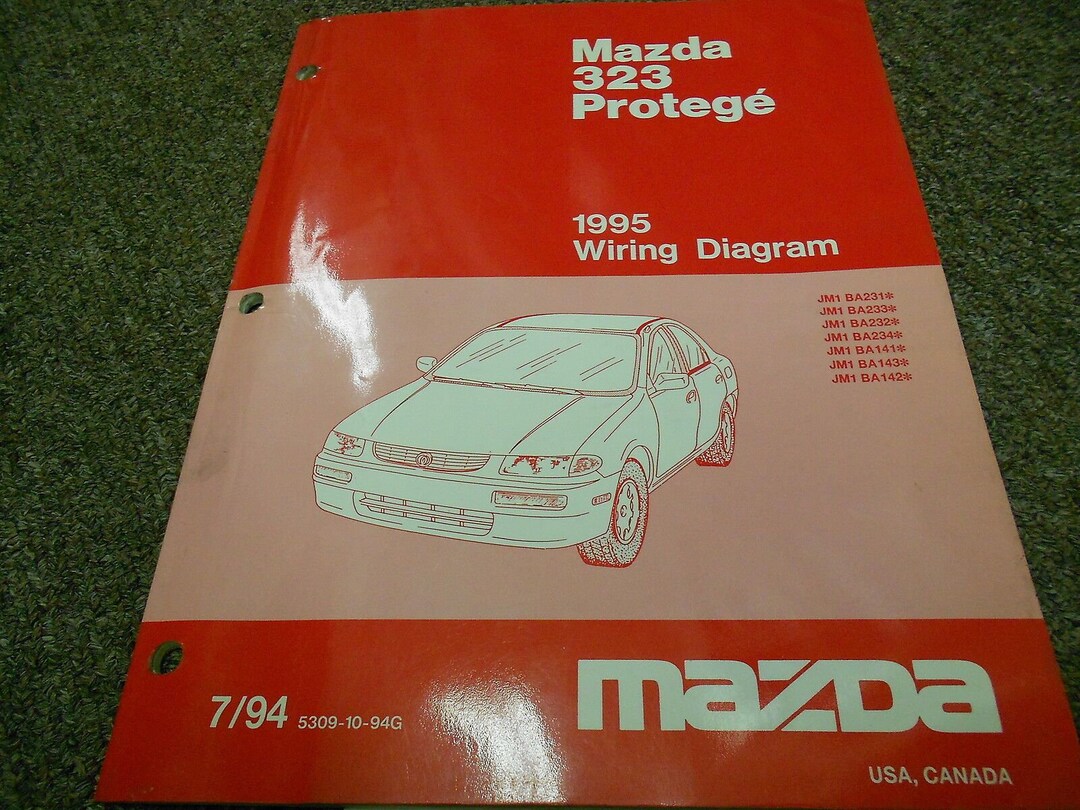 Mazda
323
Protegé
1995
Wiring Diagram
JM1 BA231*
JM1 BA233*
JM1 BA232*
JM1 BA234*
JM1 BA141*
JM1 BA143*
JM1 BA142*
7/94 5309-10-94G
mazda
USA, CANADA